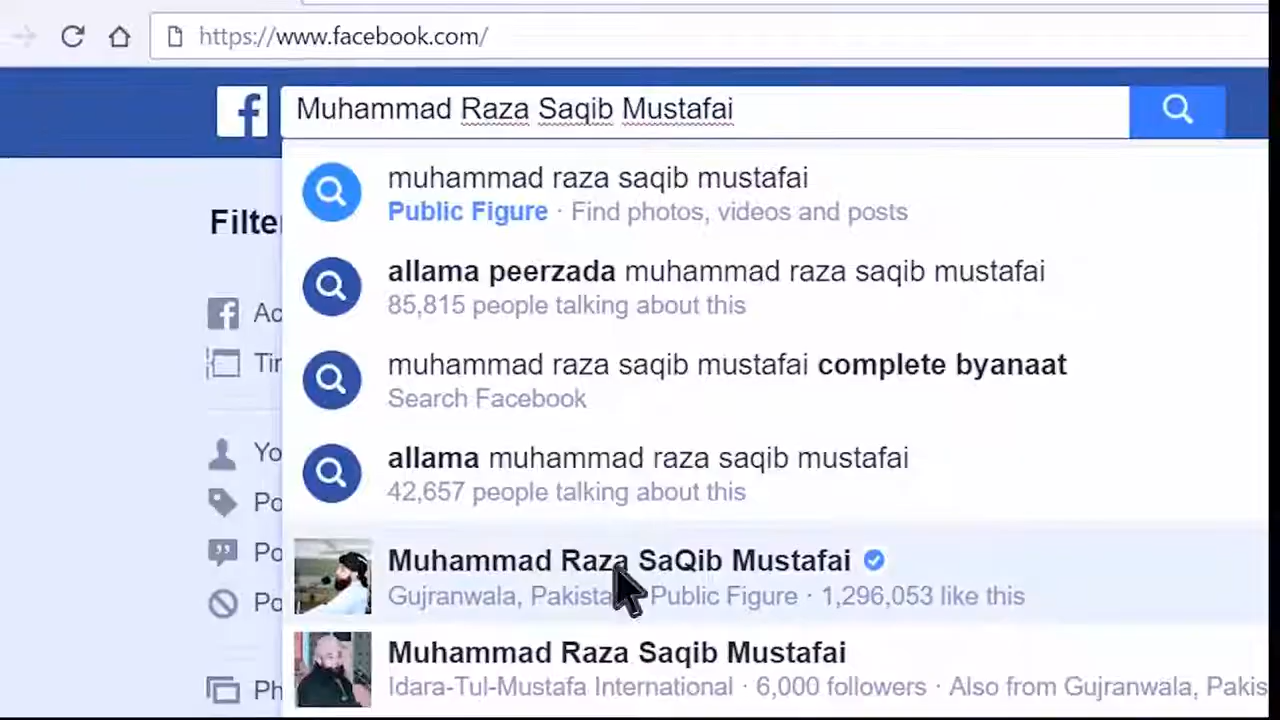 https://www.facebook.com/
Muhammad Raza Saqib Mustafai
muhammad raza saqib mustafai
Public Figure · Find photos, videos and posts
allama peerzada muhammad raza saqib mustafai
85,815 people talking about this
muhammad raza saqib mustafai complete byanaat
Search Facebook
allama muhammad raza saqib mustafai
42,657 people talking about this
Muhammad Raza SaQib Mustafai
Gujranwala, Pakista Public Figure · 1,296,053 like this
Muhammad Raza Saqib Mustafai
Idara-Tul-Mustafa International · 6,000 followers · Also from Gujranwala, Pakis
Filte
Ac
Tir
Yo
Po
Po
Po
Ph